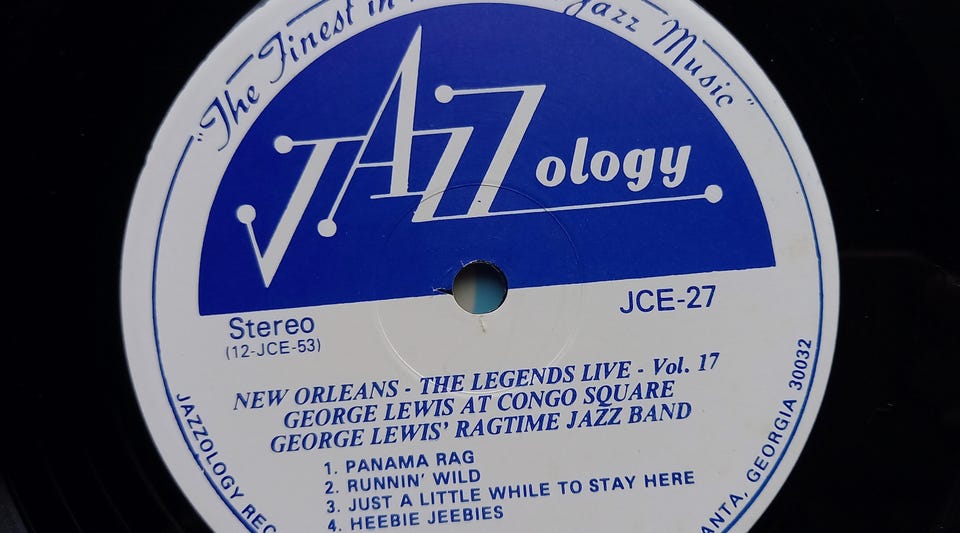 "The Finest in Jazz Music"
JAZZology
Stereo
JCE-27
(12-JCE-53)
NEW ORLEANS - THE LEGENDS LIVE - Vol. 17
GEORGE LEWIS AT CONGO SQUARE
GEORGE LEWIS' RAGTIME JAZZ BAND
1. PANAMA RAG
2. RUNNIN' WILD
3. JUST A LITTLE WHILE TO STAY HERE
4. HEEBIE JEEBIES
JAZZOLOGY REC
ANTA, GEORGIA 30032